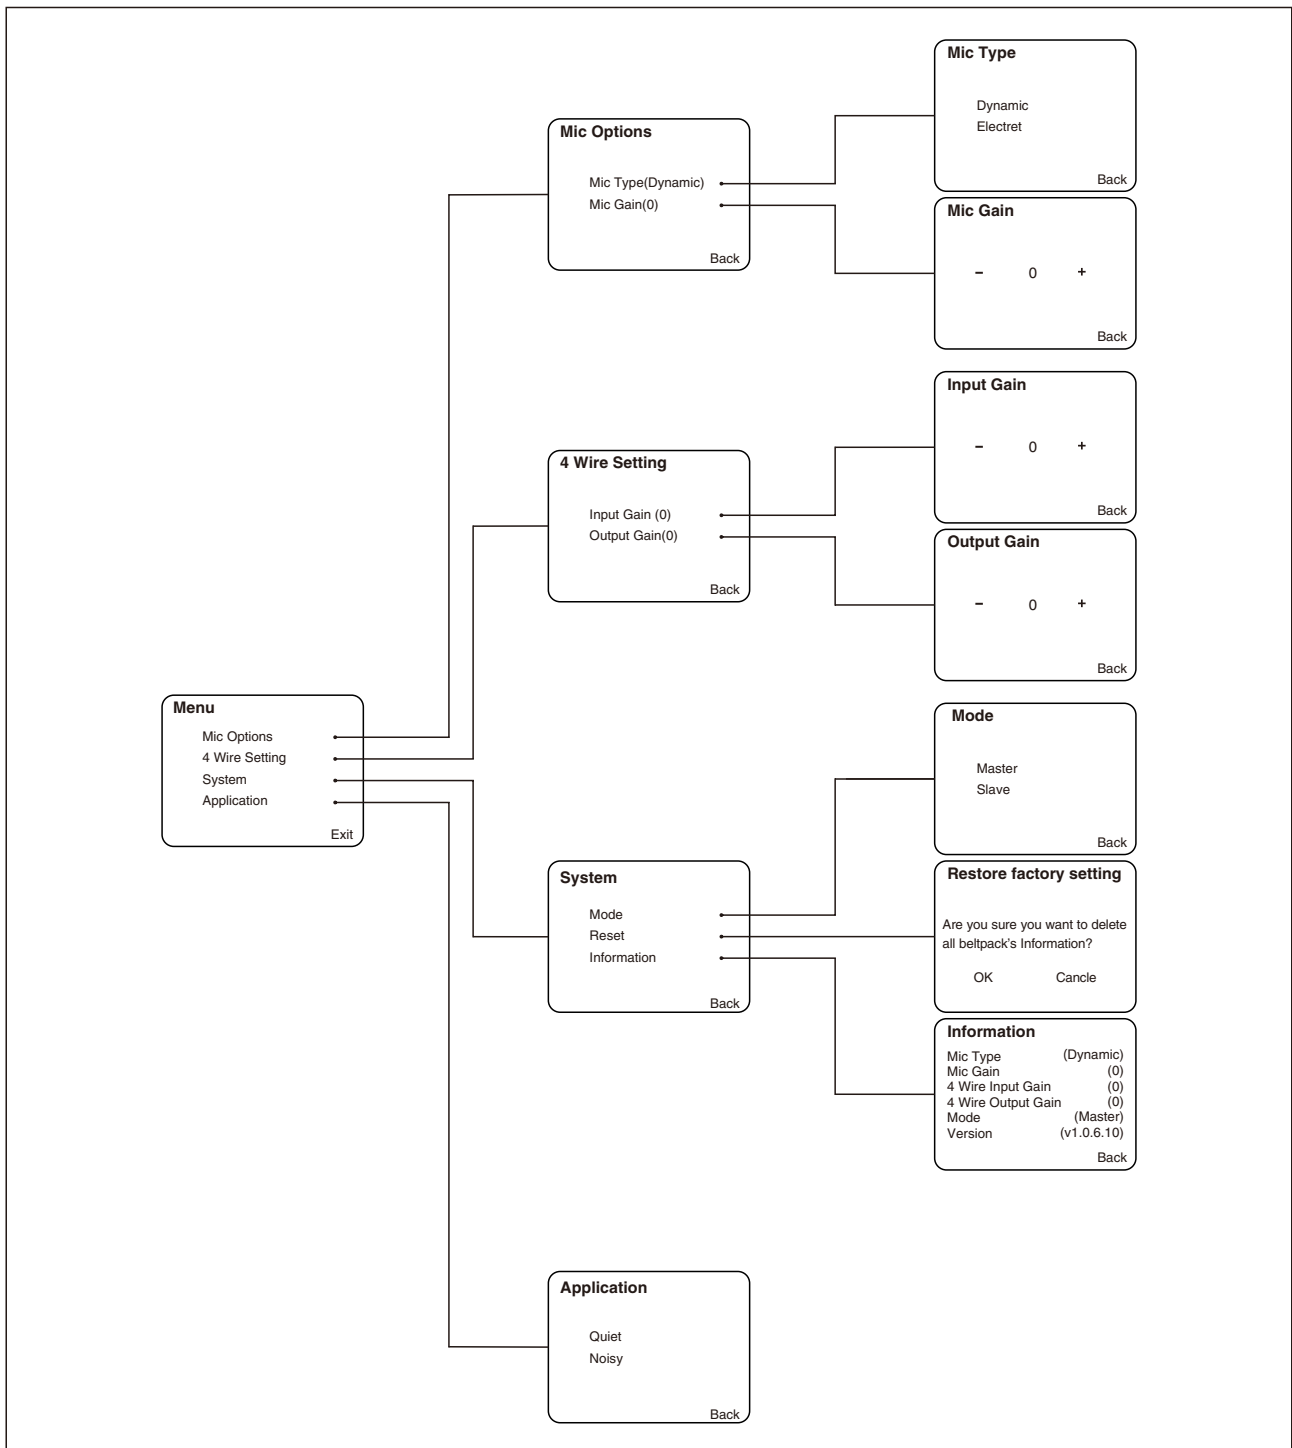 Menu
Mic Options
4 Wire Setting
System
Application
Exit
Mic Options
Mic Type(Dynamic)
Mic Gain(0)
Back
Mic Type
Dynamic
Electret
Back
Mic Gain
- 0 +
Back
4 Wire Setting
Input Gain (0)
Output Gain(0)
Back
Input Gain
- 0 +
Back
Output Gain
- 0 +
Back
System
Mode
Reset
Information
Back
Mode
Master
Slave
Back
Restore factory setting
Are you sure you want to delete
all beltpack's Information?
OK Cancle
Information
Mic Type (Dynamic)
Mic Gain (0)
4 Wire Input Gain (0)
4 Wire Output Gain (0)
Mode (Master)
Version (v1.0.6.10)
Back
Application
Quiet
Noisy
Back